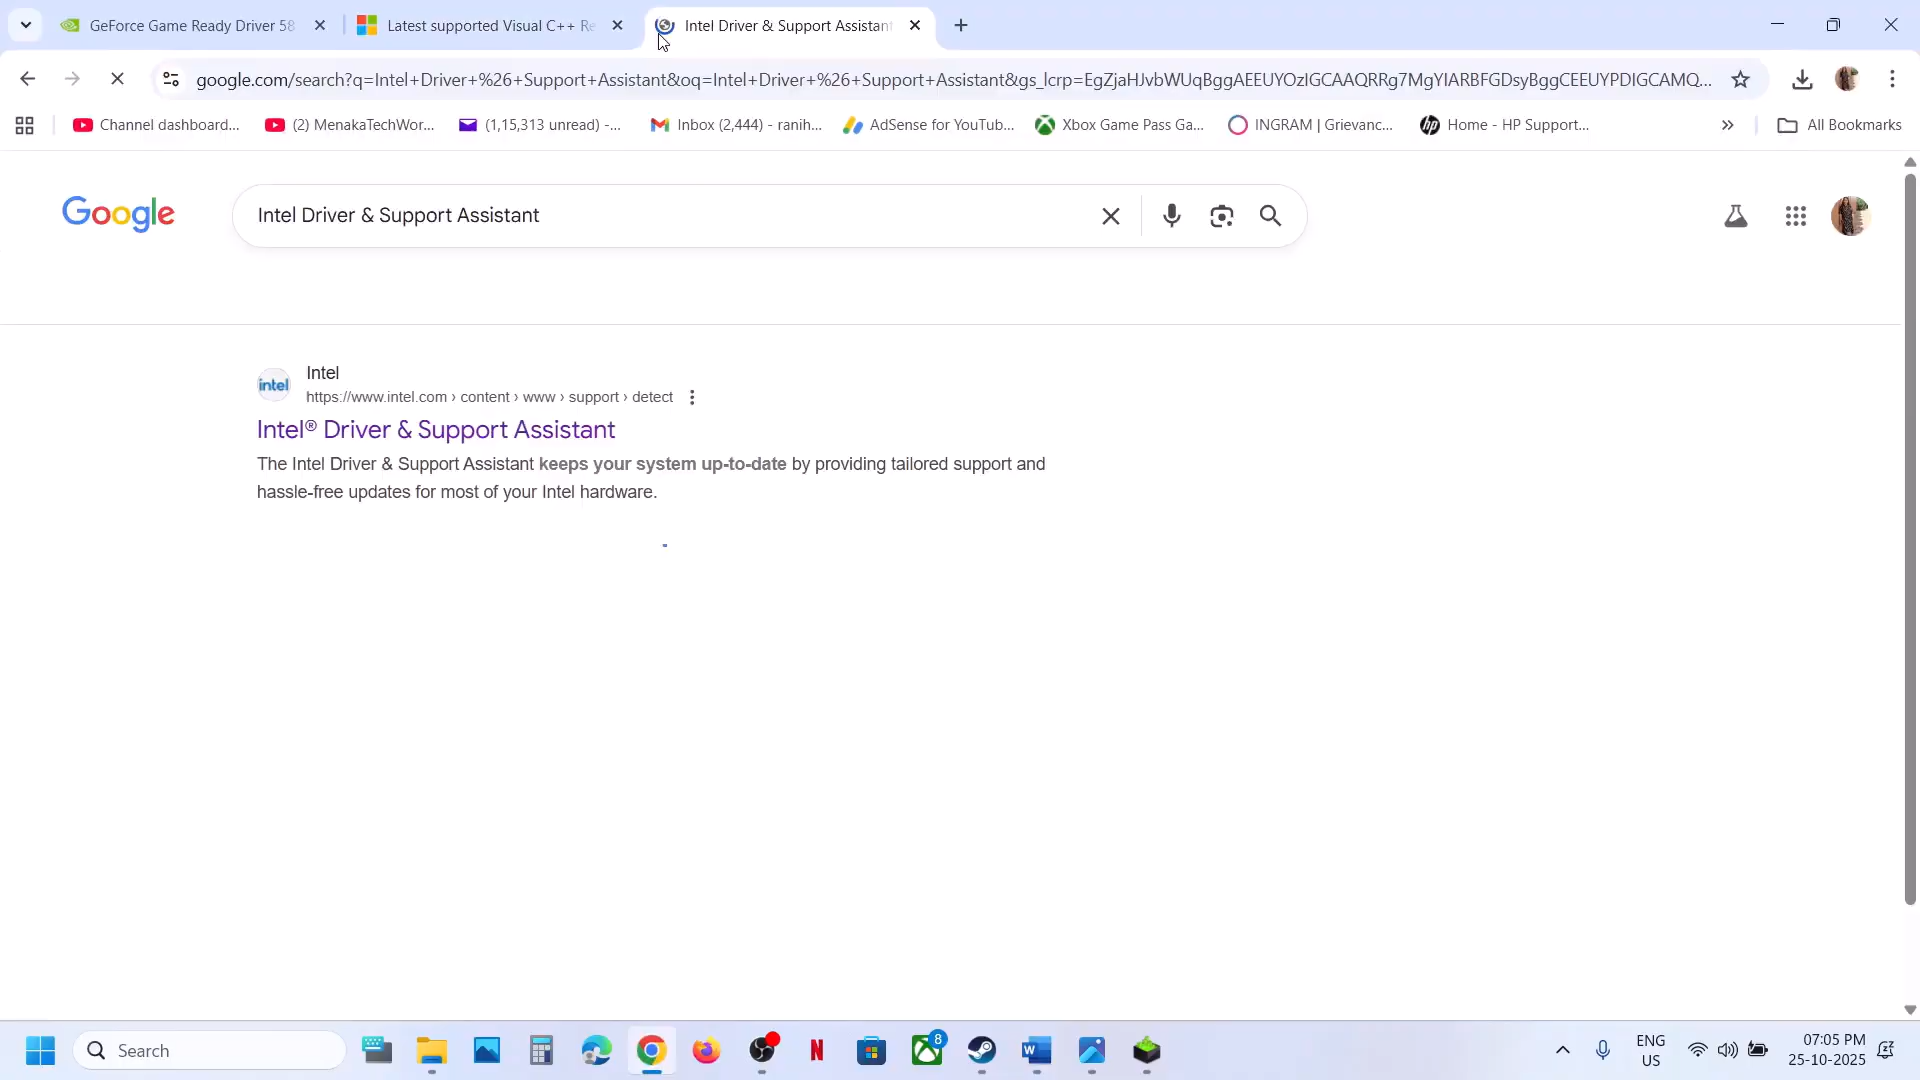 GeForce Game Ready Driver 58
Latest supported Visual C++ Re
Intel Driver & Support Assistant
google.com/search?q=Intel+Driver+%26+Support+Assistant&oq=Intel+Driver+%26+Support+Assistant&gs_lcrp=EgZjaHJvbWUqBggAEEUYOzIGCAAQRRg7MgYIARBFGDsyBggCEEUYPDIGCAMQ...
Channel dashboard...
(2) MenakaTechWor...
(1,15,313 unread) -...
Inbox (2,444) - ranih...
AdSense for YouTub...
Xbox Game Pass Ga...
INGRAM | Grievanc...
Home - HP Support...
All Bookmarks
Google
Intel Driver & Support Assistant
intel
Intel
https://www.intel.com › content › www › support › detect
Intel® Driver & Support Assistant
The Intel Driver & Support Assistant keeps your system up-to-date by providing tailored support and
hassle-free updates for most of your Intel hardware.
Search
8
ENG
US
07:05 PM
25-10-2025